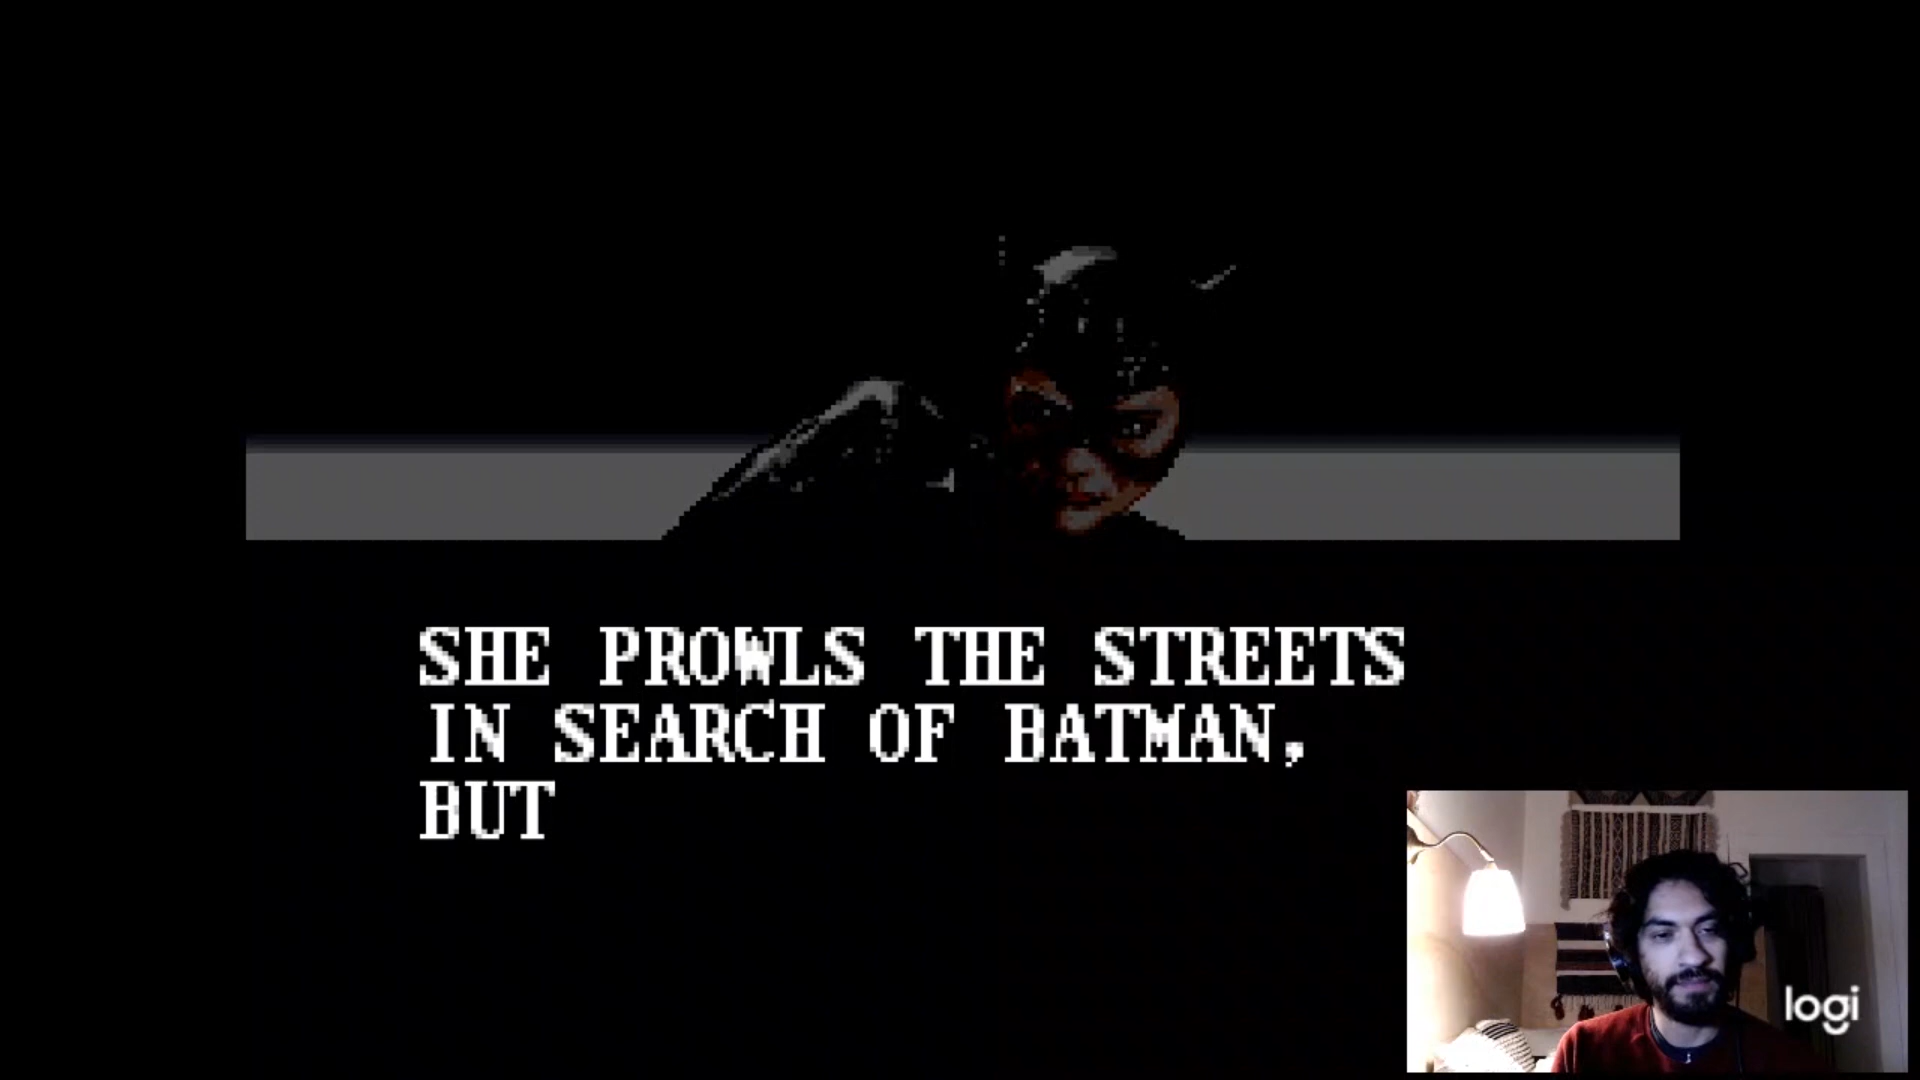 SHE PROWLS THE STREETS
IN SEARCH OF BATMAN,
BUT
logi